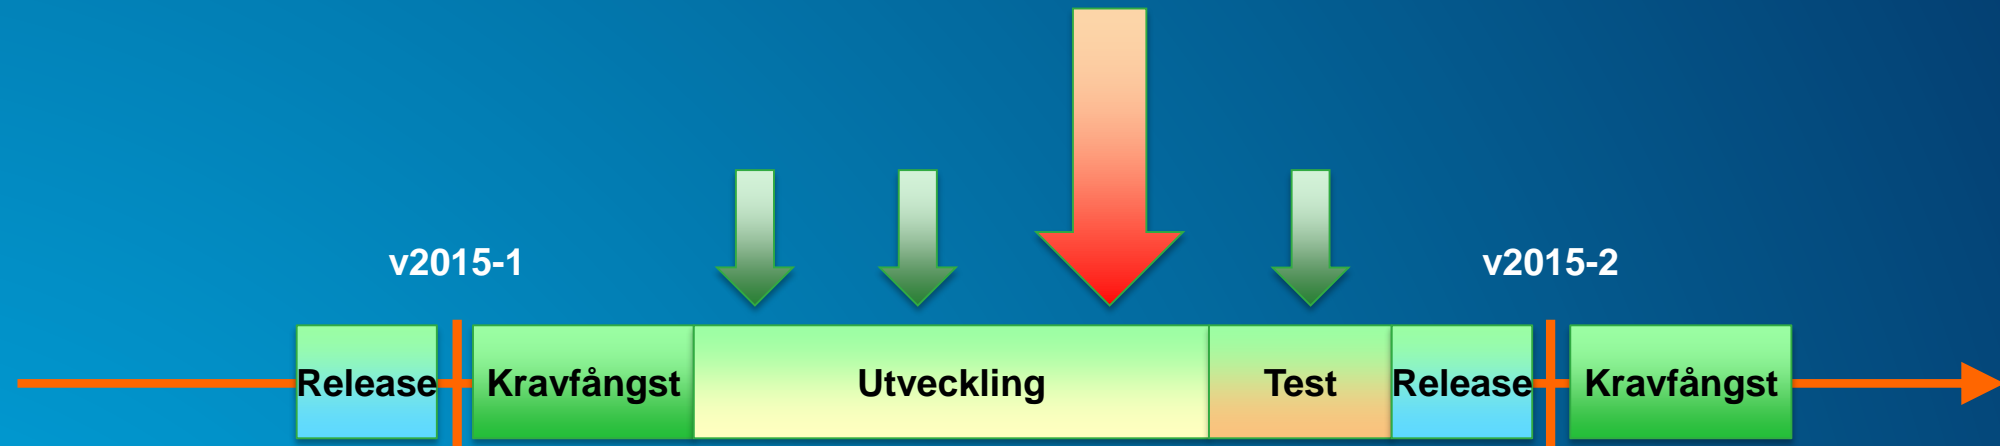 v2015-1
v2015-2
Release
Kravfångst
Utveckling
Test
Release
Kravfångst